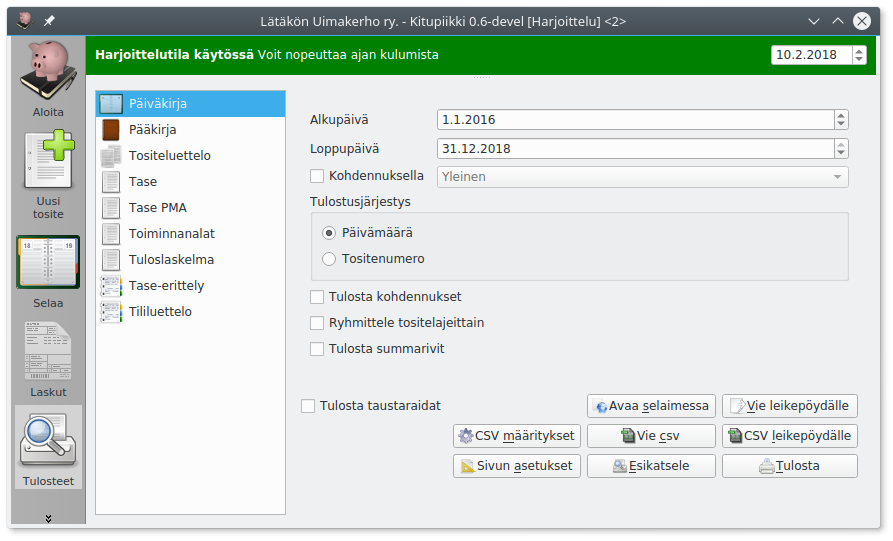 Lätäkön Uimakerho ry. - Kitupiikki 0.6-devel [Harjoittelu] <2>
Harjoittelutila käytössä Voit nopeuttaa ajan kulumista
10.2.2018
Aloita
Uusi
tosite
18 19
Selaa
Laskut
Tulosteet
Päiväkirja
Pääkirja
Tositeluettelo
Tase
Tase PMA
Toiminnanalat
Tuloslaskelma
Tase-erittely
Tililuettelo
Alkupäivä 1.1.2016
Loppupäivä 31.12.2018
Kohdennuksella Yleinen
Tulostusjärjestys
Päivämäärä
Tositenumero
Tulosta kohdennukset
Ryhmittele tositelajeittain
Tulosta summarivit
Tulosta taustaraidat Avaa selaimessa Vie leikepöydälle
CSV määritykset Vie csv CSV leikepöydälle
Sivun asetukset Esikatsele Tulosta